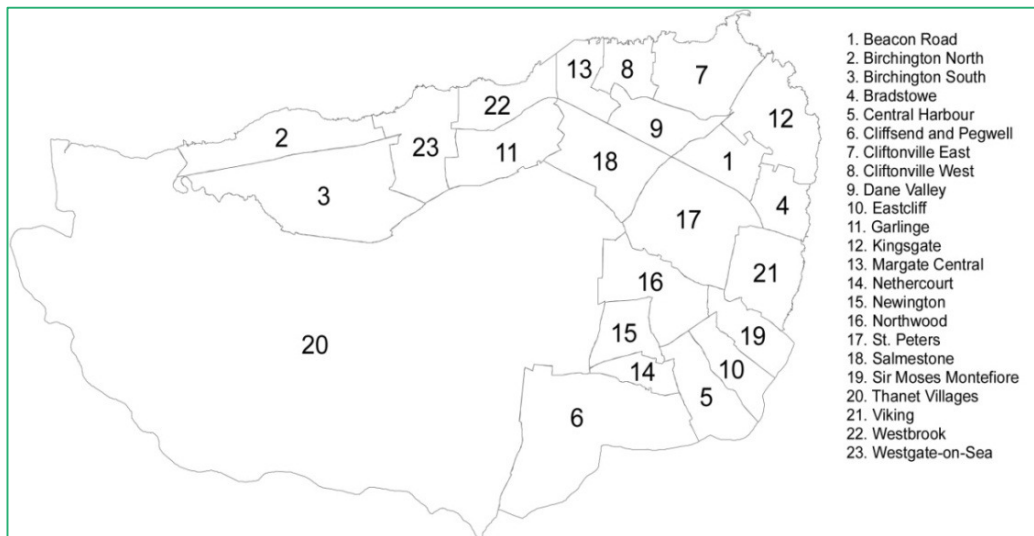 1. Beacon Road
2. Birchington North
3. Birchington South
4. Bradstowe
5. Central Harbour
6. Cliffsend and Pegwell
7. Cliftonville East
8. Cliftonville West
9. Dane Valley
10. Eastcliff
11. Garlinge
12. Kingsgate
13. Margate Central
14. Nethercourt
15. Newington
16. Northwood
17. St. Peters
18. Salmestone
19. Sir Moses Montefiore
20. Thanet Villages
21. Viking
22. Westbrook
23. Westgate-on-Sea
13
8
7
22
12
9
2
23
11
18
1
3
4
17
21
16
15
19
20
14
10
5
6